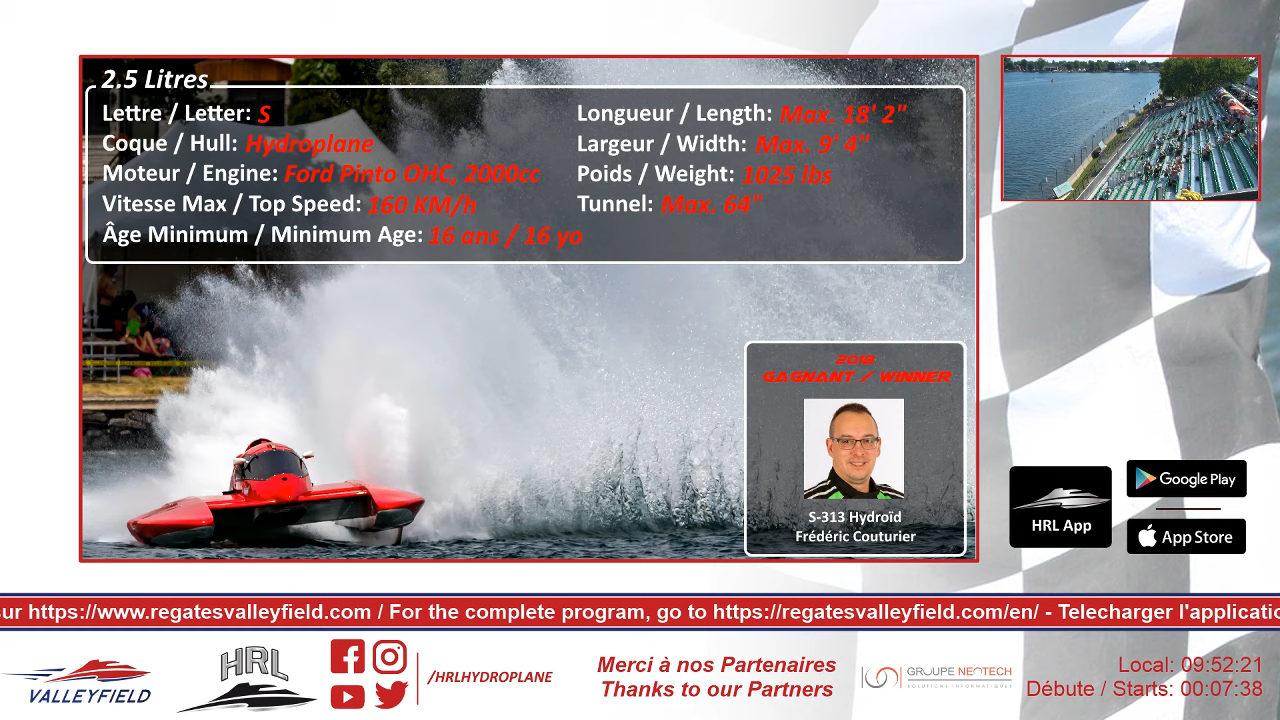 2.5 Litres
Lettre / Letter: S
Coque / Hull: Hydroplane
Moteur / Engine: Ford Pinto OHC, 2000cc
Vitesse Max / Top Speed: 160 KM/h
Âge Minimum / Minimum Age: 16 ans / 16 yo
Longueur / Length: Max. 18' 2"
Largeur / Width: Max. 9' 4"
Poids / Weight: 1025 lbs
Tunnel: Max. 64"
2018
GAGNANT / WINNER
S-313 Hydroïd
Frédéric Couturier
HRL App
Google Play
App Store
sur https://www.regatesvalleyfield.com / For the complete program, go to https://regatesvalleyfield.com/en/ - Telecharger l'applicatio
VALLEYFIELD
HRL
/HRLHYDROPLANE
Merci à nos Partenaires
Thanks to our Partners
GROUPE NEOTECH
SOLUTIONS INFORMATIQUES
Local: 09:52:21
Débute / Starts: 00:07:38